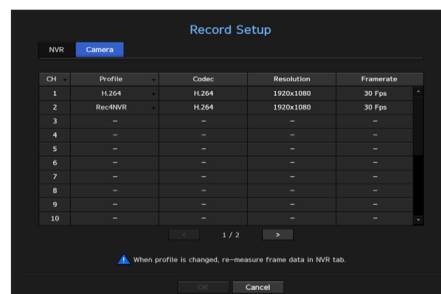 Record Setup
NVR Camera
CH Profile Codec Resolution Framerate
1 H.264 H.264 1920x1080 30 Fps
2 Rec4NVR H.264 1920x1080 30 Fps
3 – – – –
4 – – – –
5 – – – –
6 – – – –
7 – – – –
8 – – – –
9 – – – –
10 – – – –
< 1 / 2 >
When profile is changed, re-measure frame data in NVR tab.
OK Cancel